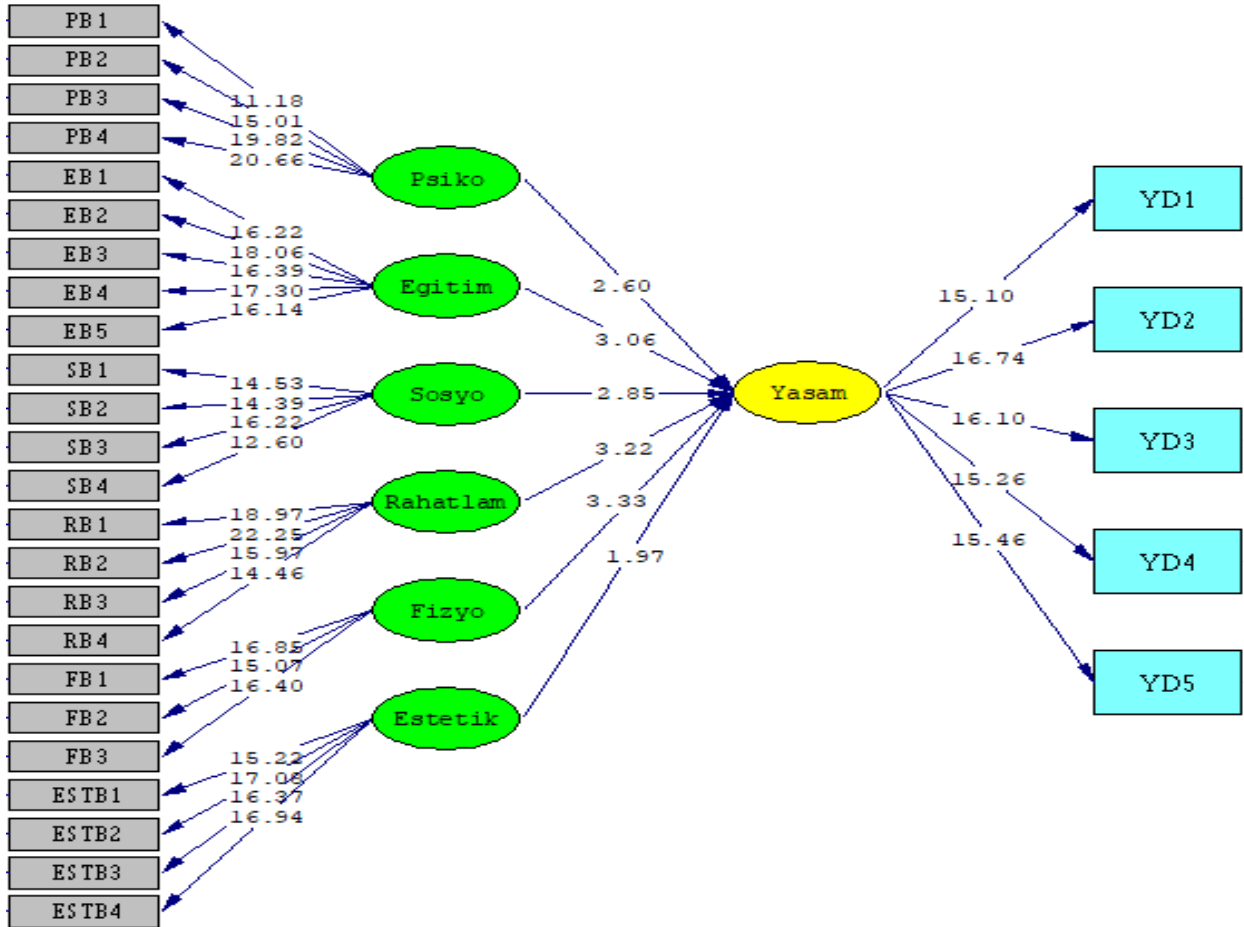 PB1
PB2
PB3
PB4
EB1
EB2
EB3
EB4
EB5
SB1
SB2
SB3
SB4
RB1
RB2
RB3
RB4
FB1
FB2
FB3
ESTB1
ESTB2
ESTB3
ESTB4
11.18
15.01
19.82
20.66
16.22
18.06
16.39
17.30
16.14
14.53
14.39
16.22
12.60
18.97
22.25
15.97
14.46
16.85
15.07
16.40
15.22
17.08
16.37
16.94
Psiko
Egitim
Sosyo
Rahatlam
Fizyo
Estetik
2.60
3.06
2.85
3.22
3.33
1.97
Yasam
15.10
16.74
16.10
15.26
15.46
YD1
YD2
YD3
YD4
YD5